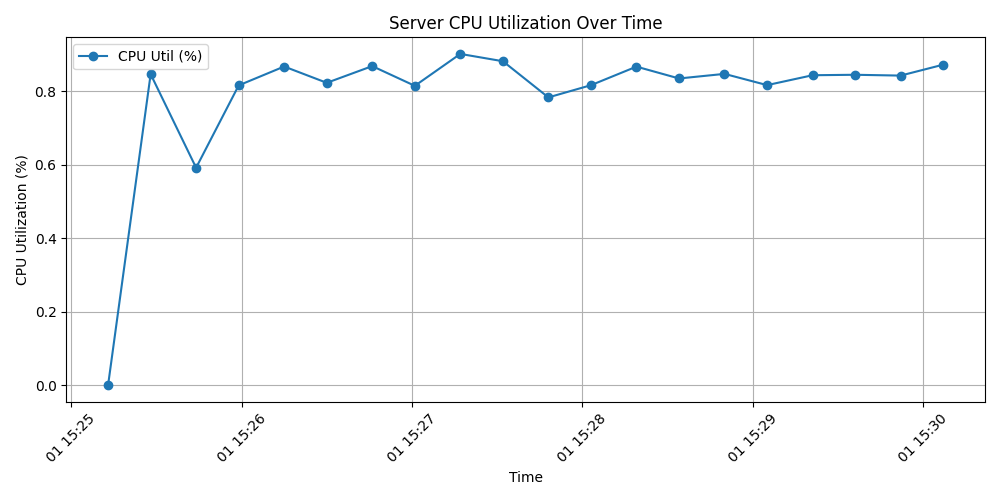 Server CPU Utilization Over Time
CPU Util (%)
CPU Utilization (%)
0.8
0.6
0.4
0.2
0.0
01 15:25
01 15:26
01 15:27
01 15:28
01 15:29
01 15:30
Time